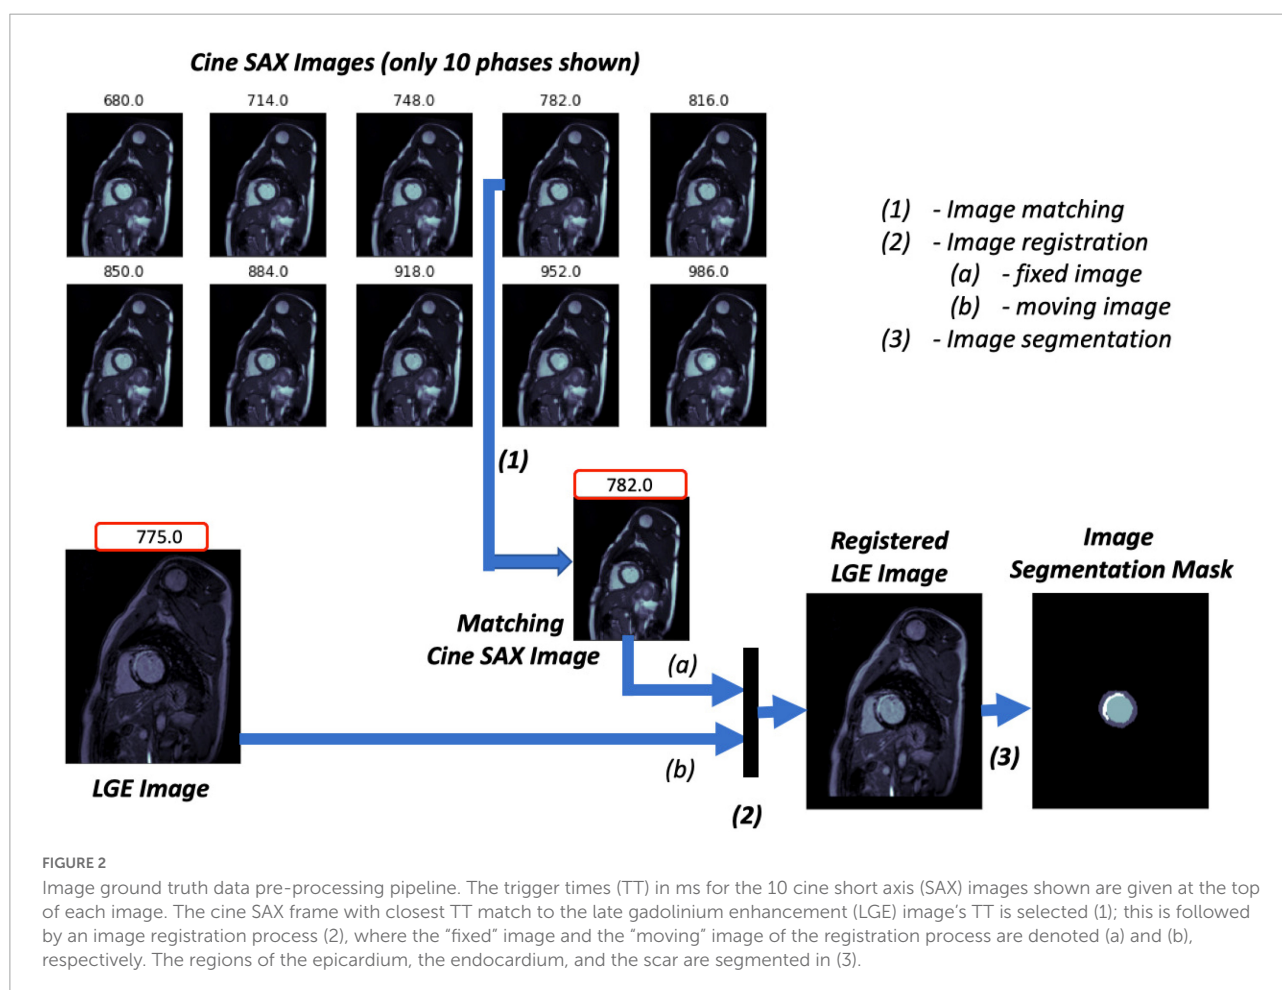 Cine SAX Images (only 10 phases shown)
680.0 714.0 748.0 782.0 816.0
850.0 884.0 918.0 952.0 986.0
(1) - Image matching
(2) - Image registration
(a) - fixed image
(b) - moving image
(3) - Image segmentation
(1)
782.0
775.0
Matching
Cine SAX Image
(a)
(b)
(2)
LGE Image
Registered
LGE Image
(3)
Image
Segmentation Mask
FIGURE 2
Image ground truth data pre-processing pipeline. The trigger times (TT) in ms for the 10 cine short axis (SAX) images shown are given at the top
of each image. The cine SAX frame with closest TT match to the late gadolinium enhancement (LGE) image’s TT is selected (1); this is followed
by an image registration process (2), where the “fixed” image and the “moving” image of the registration process are denoted (a) and (b),
respectively. The regions of the epicardium, the endocardium, and the scar are segmented in (3).